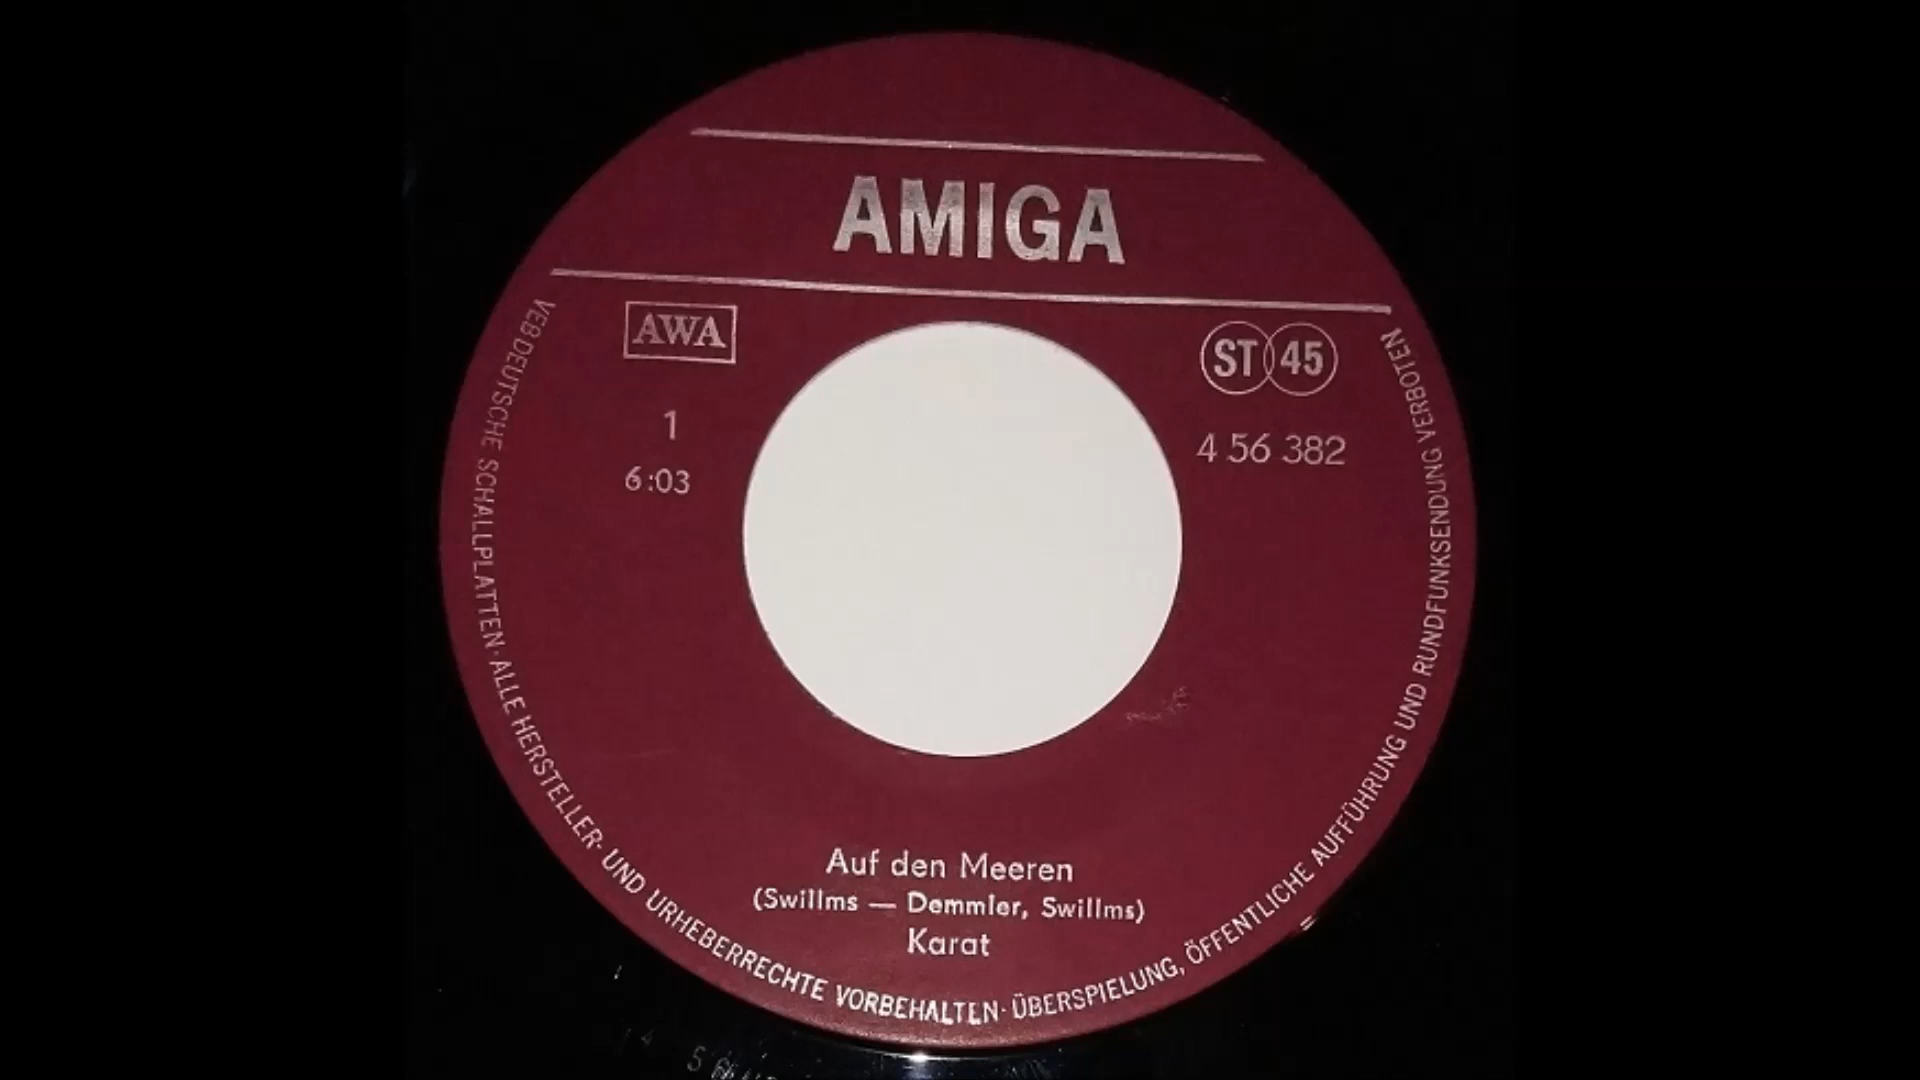 AMIGA
AWA
ST 45
1
4 56 382
6:03
Auf den Meeren
(Swillms — Demmler, Swillms)
Karat
VEB DEUTSCHE SCHALLPLATTEN · ALLE HERSTELLER- UND URHEBERRECHTE VORBEHALTEN · ÜBERSPIELUNG, ÖFFENTLICHE AUFFÜHRUNG UND RUNDFUNKSENDUNG VERBOTEN